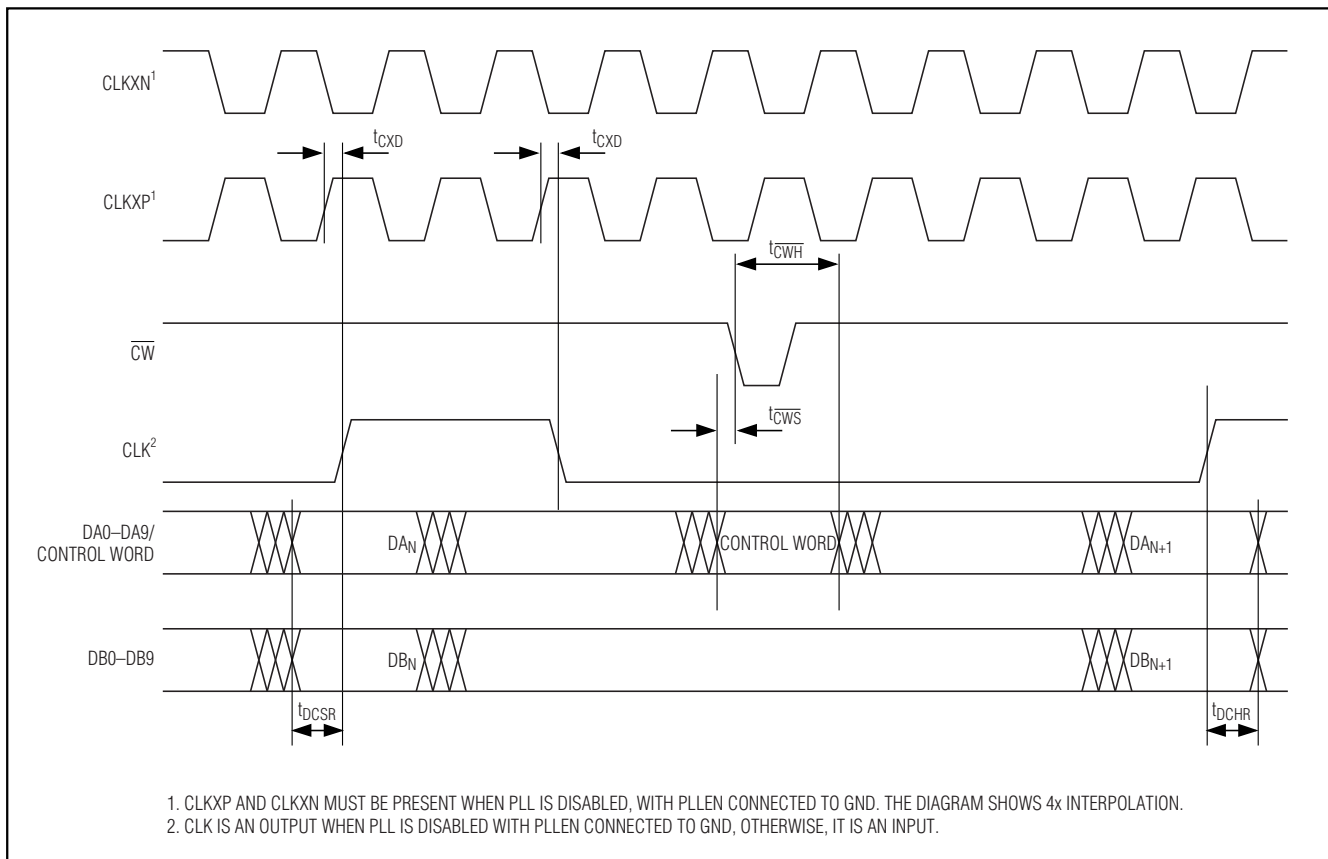 CLKXN¹
tCXD
tCXD
CLKXP¹
tCWH
CW
tCWS
CLK²
DA0–DA9/
CONTROL WORD
DAN
CONTROL WORD
DAN+1
DB0–DB9
DBN
DBN+1
tDCSR
tDCHR
1. CLKXP AND CLKXN MUST BE PRESENT WHEN PLL IS DISABLED, WITH PLLEN CONNECTED TO GND. THE DIAGRAM SHOWS 4x INTERPOLATION.
2. CLK IS AN OUTPUT WHEN PLL IS DISABLED WITH PLLEN CONNECTED TO GND, OTHERWISE, IT IS AN INPUT.